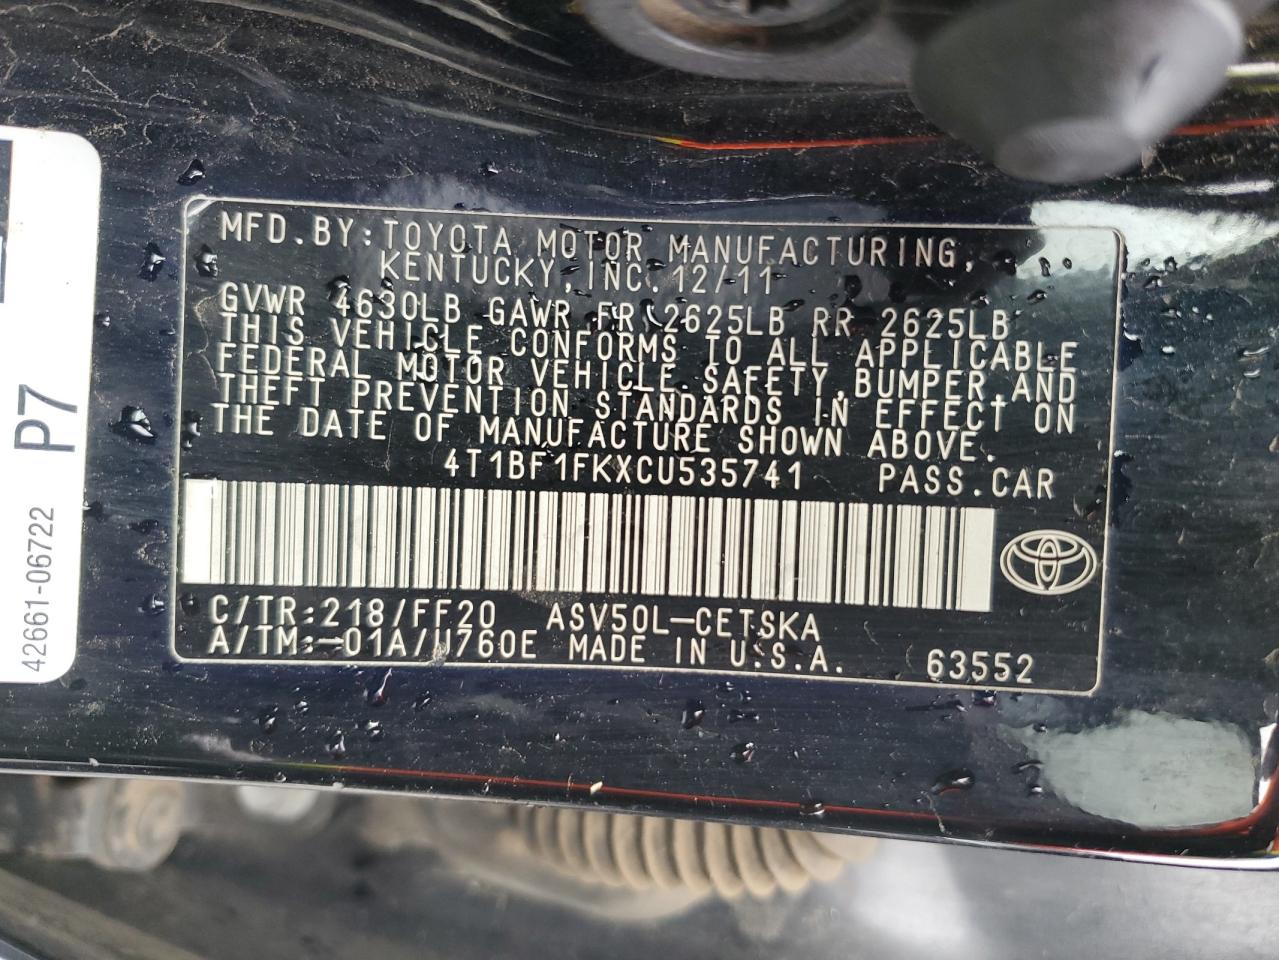 MFD.BY:TOYOTA MOTOR MANUFACTURING,
KENTUCKY,INC.12/11
GVWR 4630LB GAWR FR 2625LB RR 2625LB
THIS VEHICLE CONFORMS TO ALL APPLICABLE
FEDERAL MOTOR VEHICLE SAFETY,BUMPER,AND
THEFT PREVENTION STANDARDS IN EFFECT ON
THE DATE OF MANUFACTURE SHOWN ABOVE.
4T1BF1FKXCU535741 PASS.CAR
C/TR:218/FF20 ASV50L-CETSKA
A/TM:-01A/U760E MADE IN U.S.A. 63552
P7
42661-06722